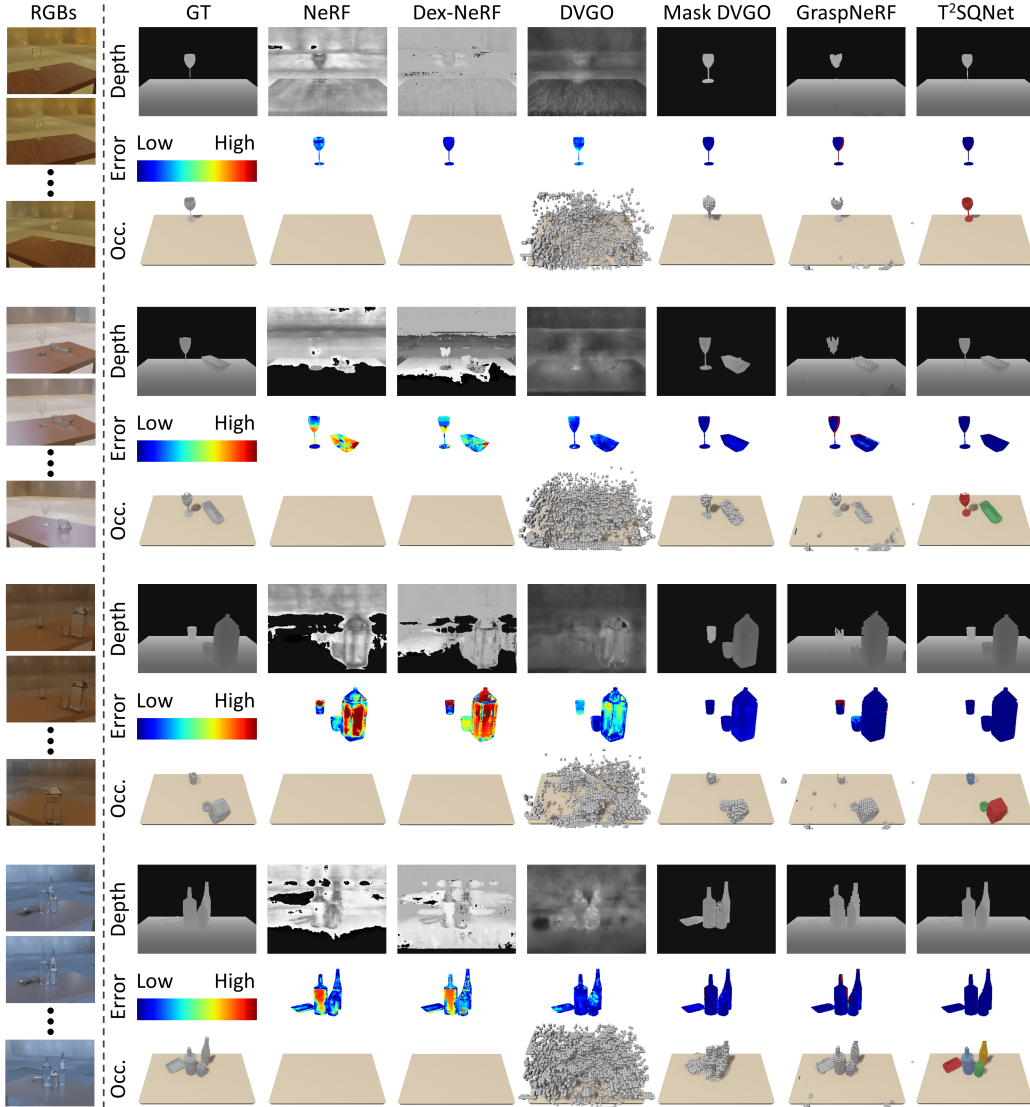 RGBs GT NeRF Dex-NeRF DVGO Mask DVGO GraspNeRF T²SQNet
Depth
Error Low High
Occ.
Depth
Error Low High
Occ.
Depth
Error Low High
Occ.
Depth
Error Low High
Occ.